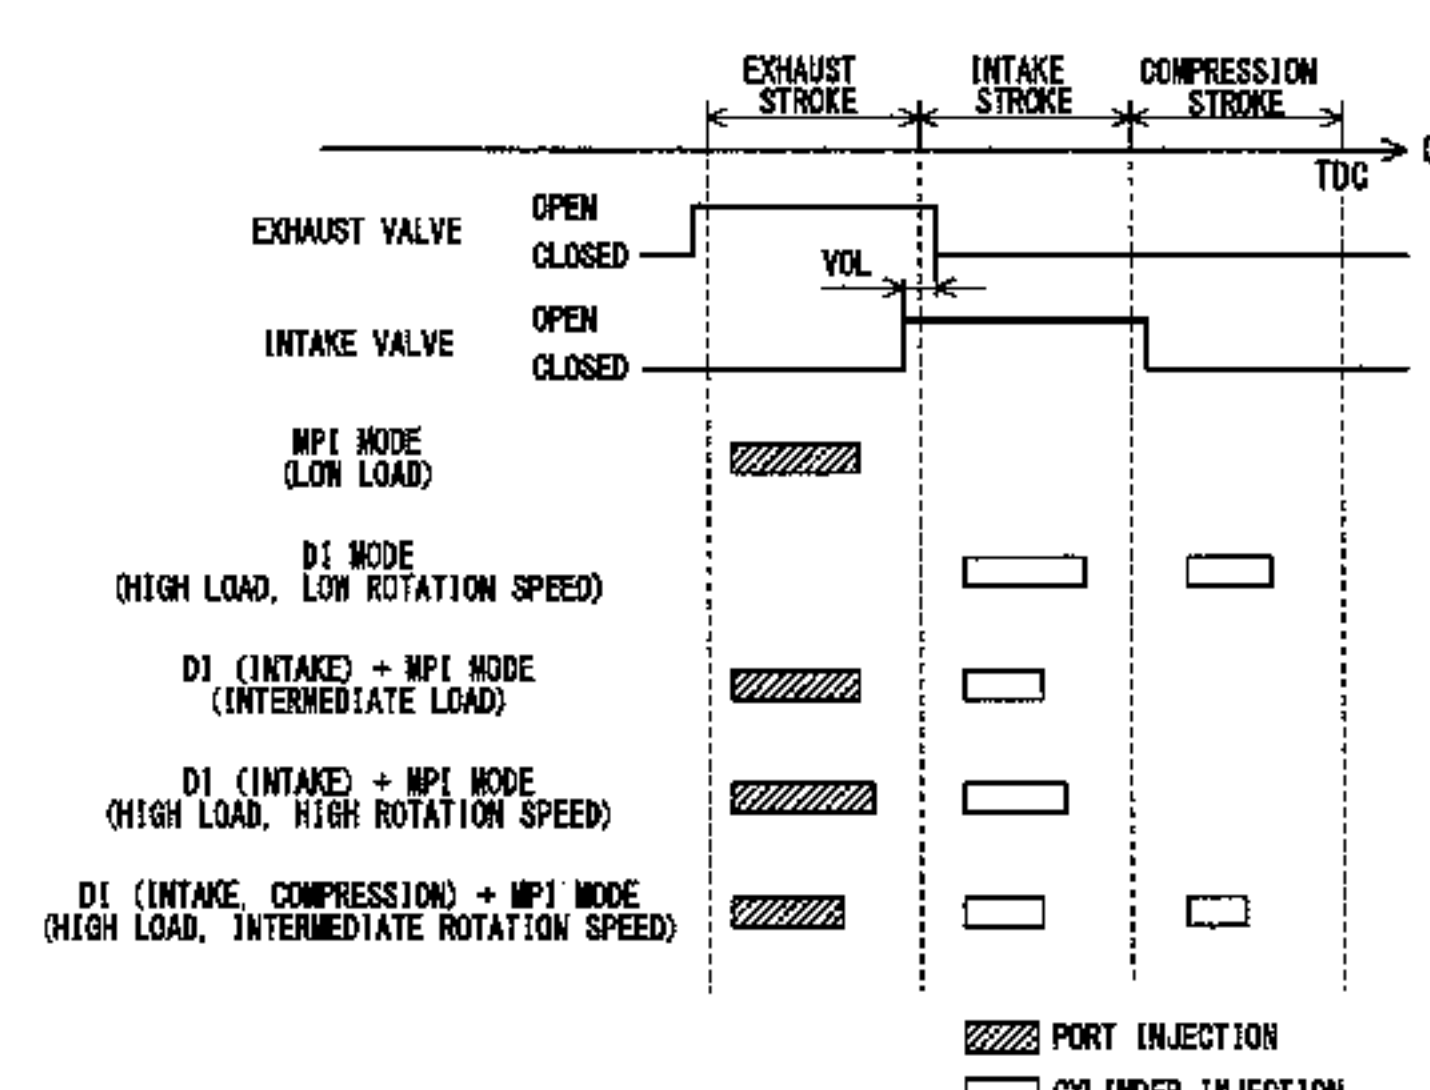 EXHAUST STROKE
INTAKE STROKE
COMPRESSION STROKE
TDC
EXHAUST VALVE
OPEN
CLOSED
VOL
INTAKE VALVE
OPEN
CLOSED
MPI MODE
(LOW LOAD)
DI MODE
(HIGH LOAD, LOW ROTATION SPEED)
DI (INTAKE) + MPI MODE
(INTERMEDIATE LOAD)
DI (INTAKE) + MPI MODE
(HIGH LOAD, HIGH ROTATION SPEED)
DI (INTAKE, COMPRESSION) + MPI MODE
(HIGH LOAD, INTERMEDIATE ROTATION SPEED)
PORT INJECTION
CYLINDER INJECTION